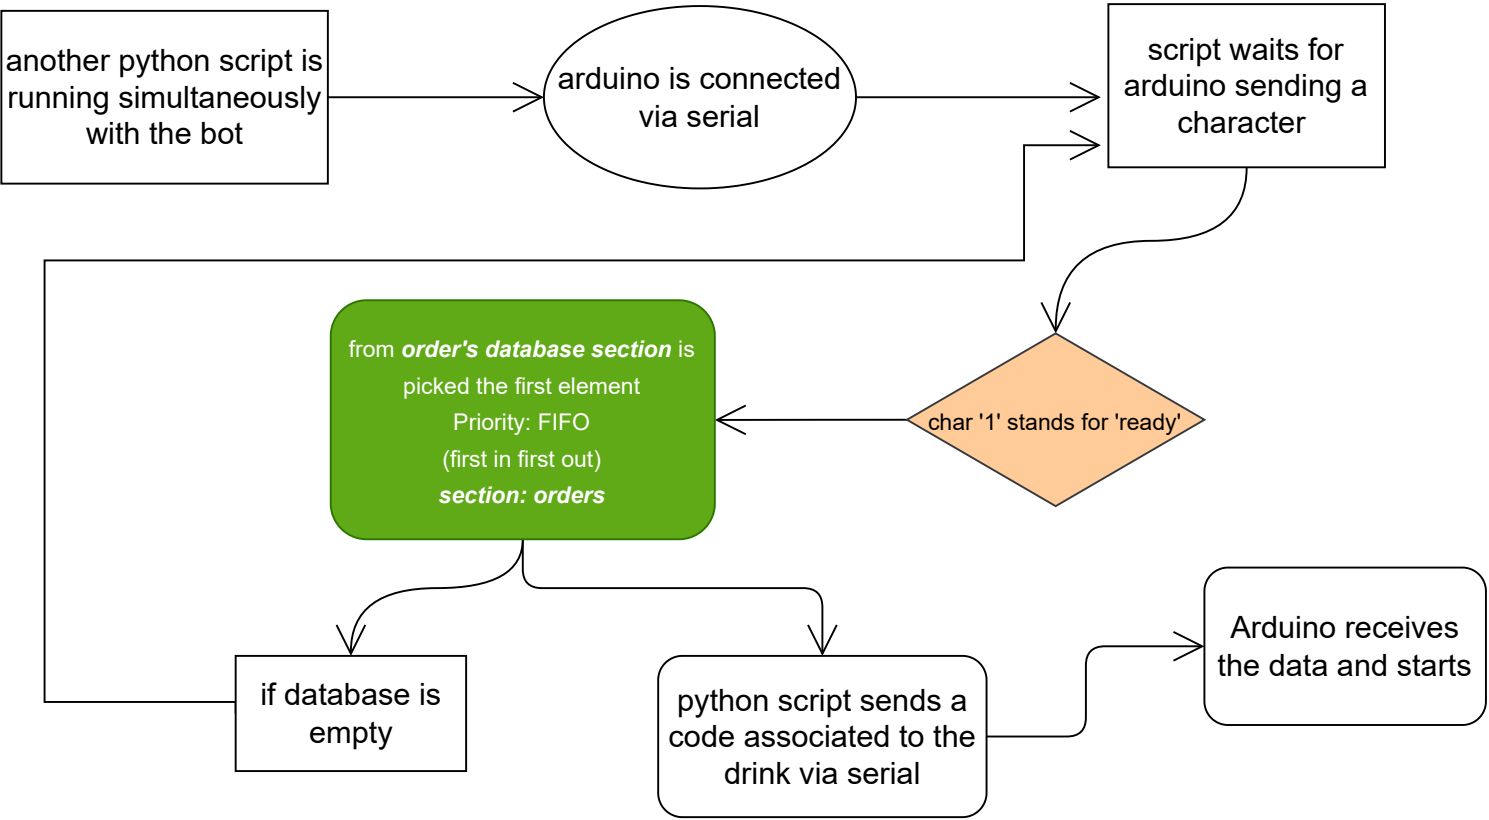 another python script is
running simultaneously
with the bot
arduino is connected
via serial
script waits for
arduino sending a
character
from order's database section is
picked the first element
Priority: FIFO
(first in first out)
section: orders
char '1' stands for 'ready'
if database is
empty
python script sends a
code associated to the
drink via serial
Arduino receives
the data and starts